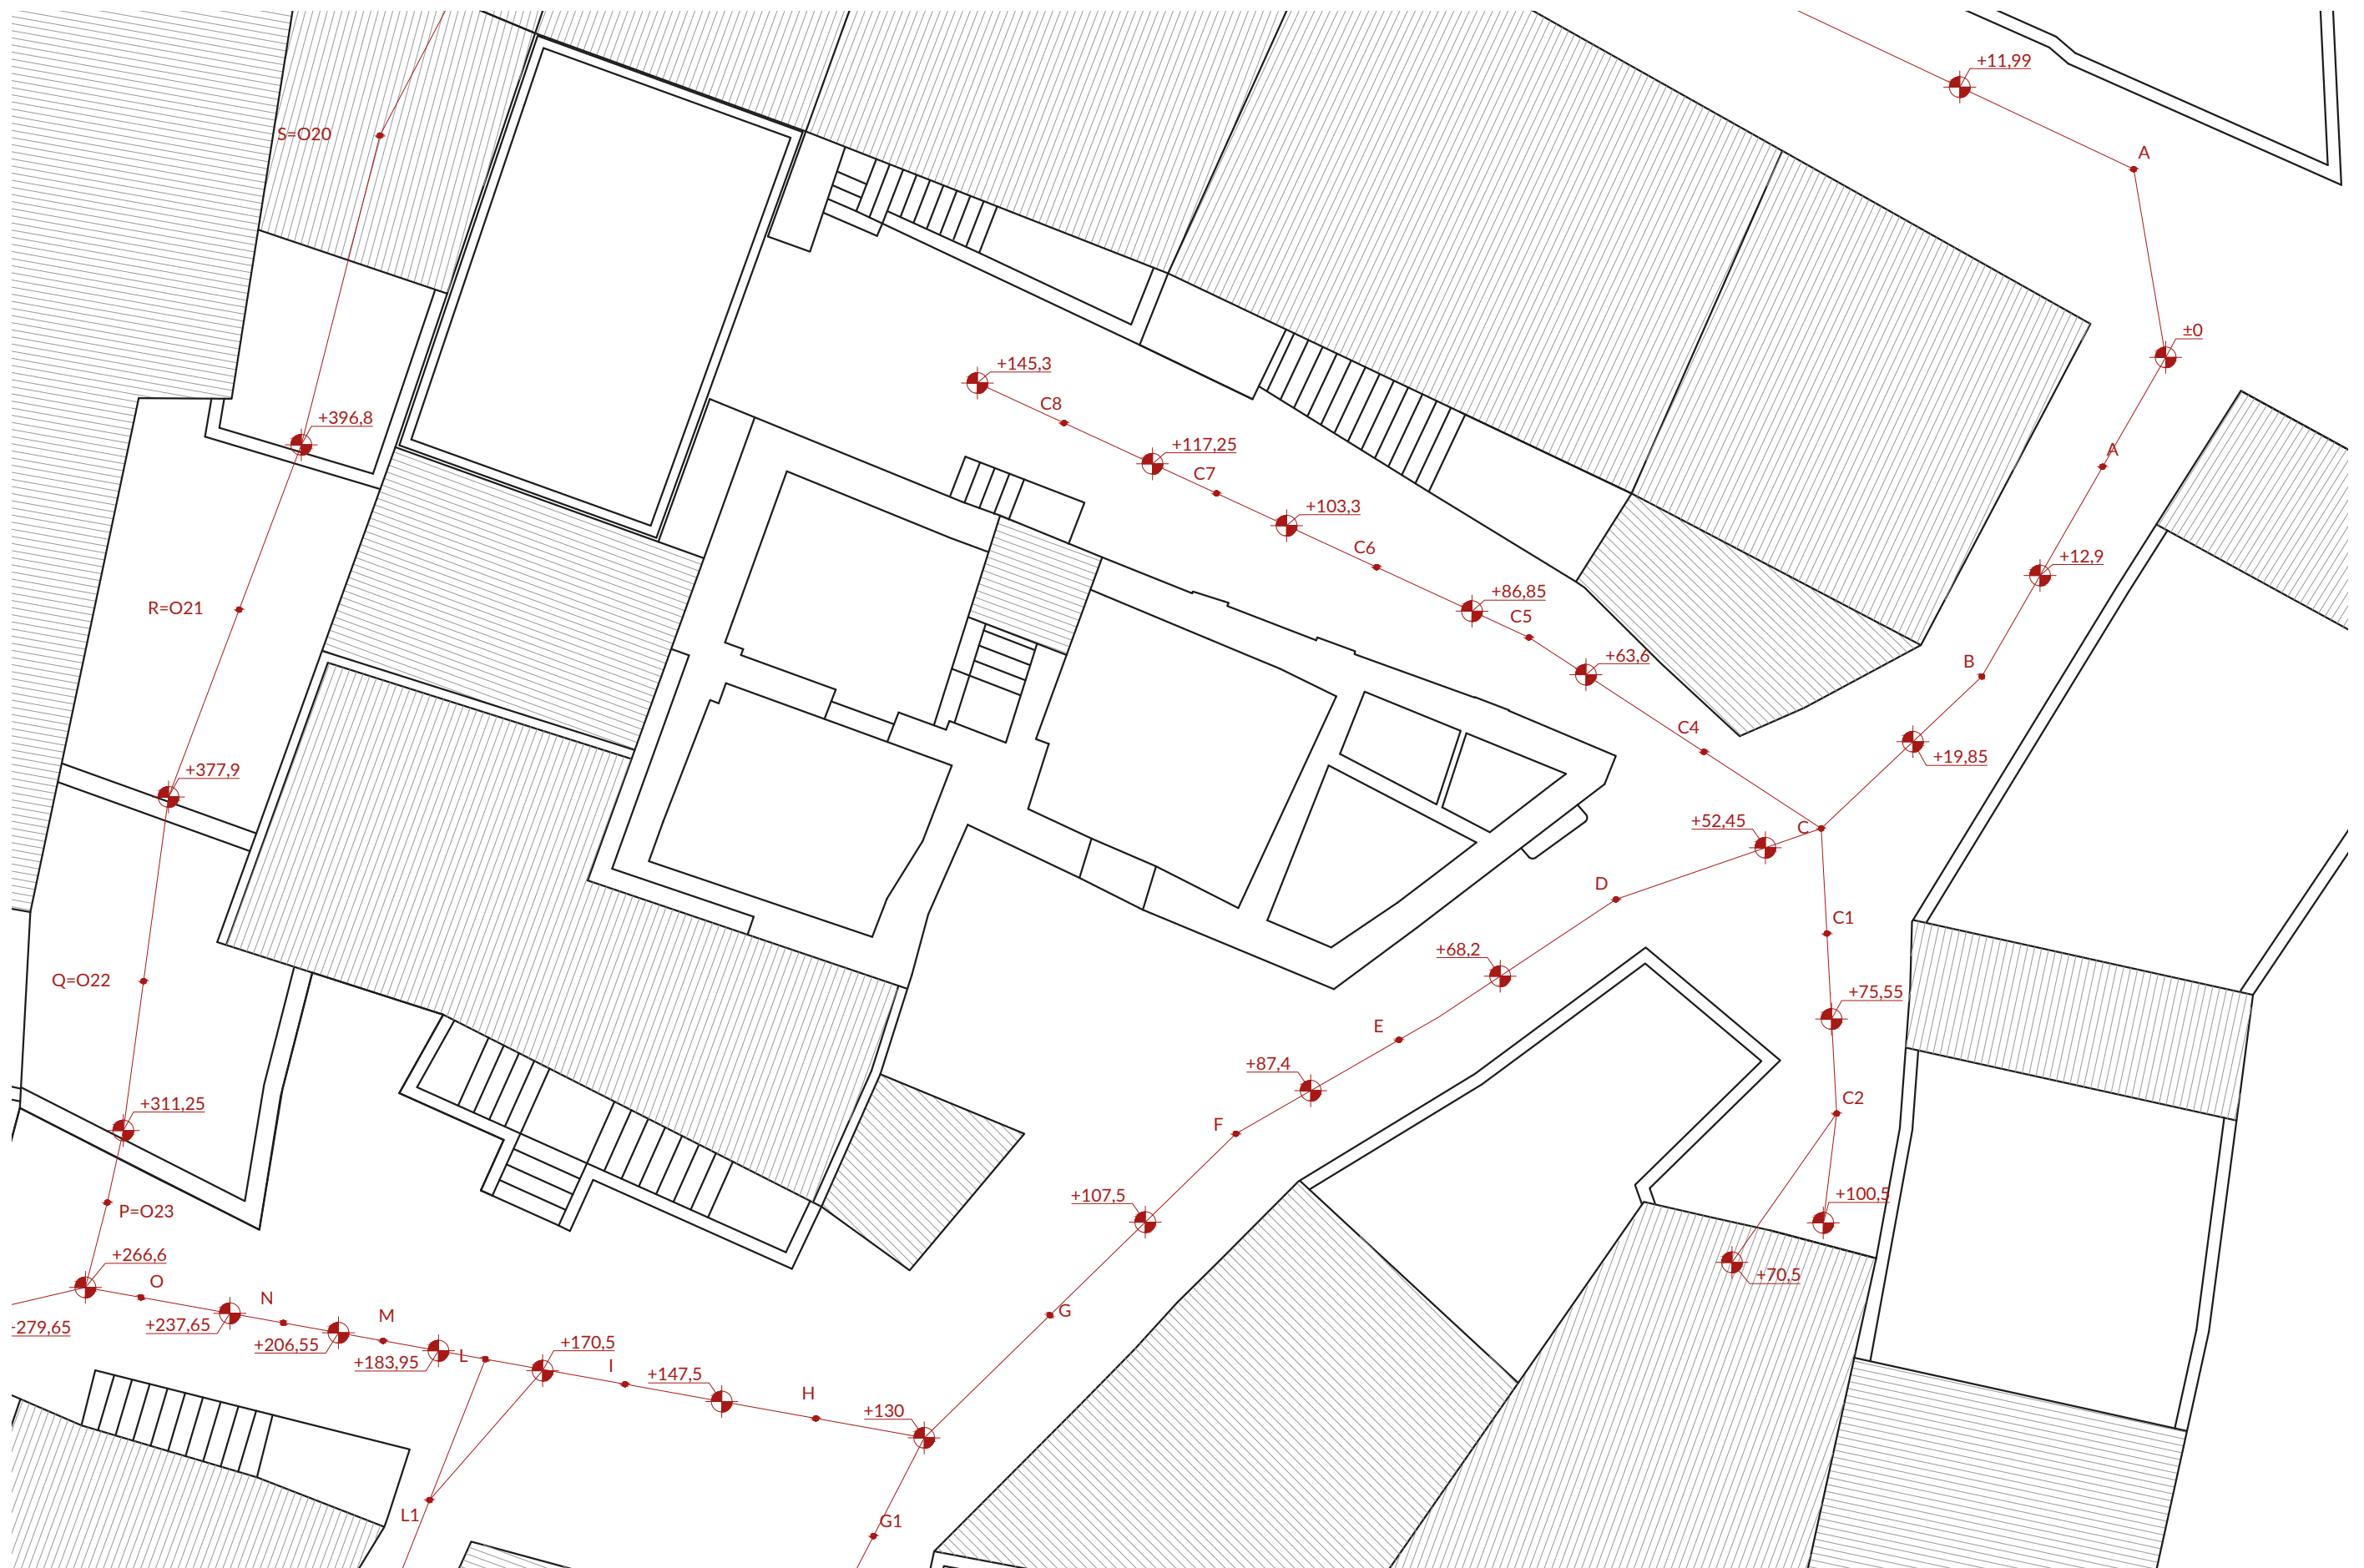 +11,99
S=O20
A
±0
+145,3
C8
+396,8
+117,25
A
C7
+103,3
C6
+12,9
+86,85
R=O21
C5
+63,6
B
C4
+19,85
+377,9
+52,45
C
D
C1
+68,2
Q=O22
+75,55
E
+87,4
+311,25
C2
F
+107,5
+100,5
P=O23
+266,6
+70,5
O
N
G
M
-279,65
+237,65
+206,55
+170,5
+183,95
L
I
+147,5
H
+130
L1
G1